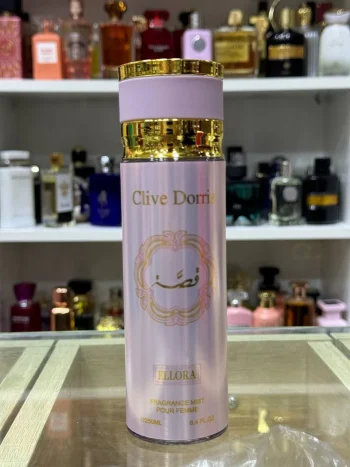 Clive Dorris
قصة
ELLORA
FRAGRANCE MIST
POUR FEMME